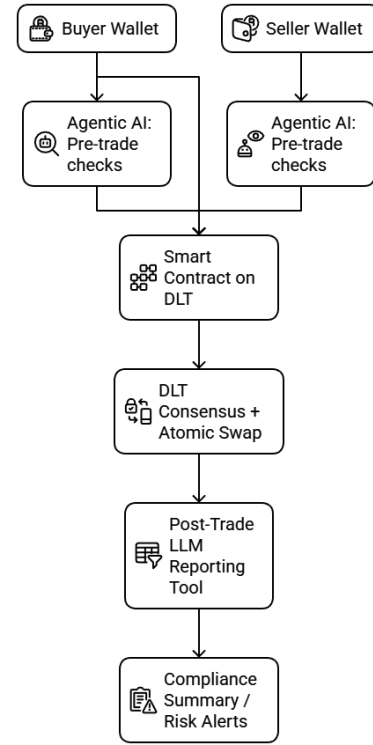 Buyer Wallet
Seller Wallet
Agentic AI:
Pre-trade
checks
Agentic AI:
Pre-trade
checks
Smart
Contract on
DLT
DLT
Consensus +
Atomic Swap
Post-Trade
LLM
Reporting
Tool
Compliance
Summary /
Risk Alerts